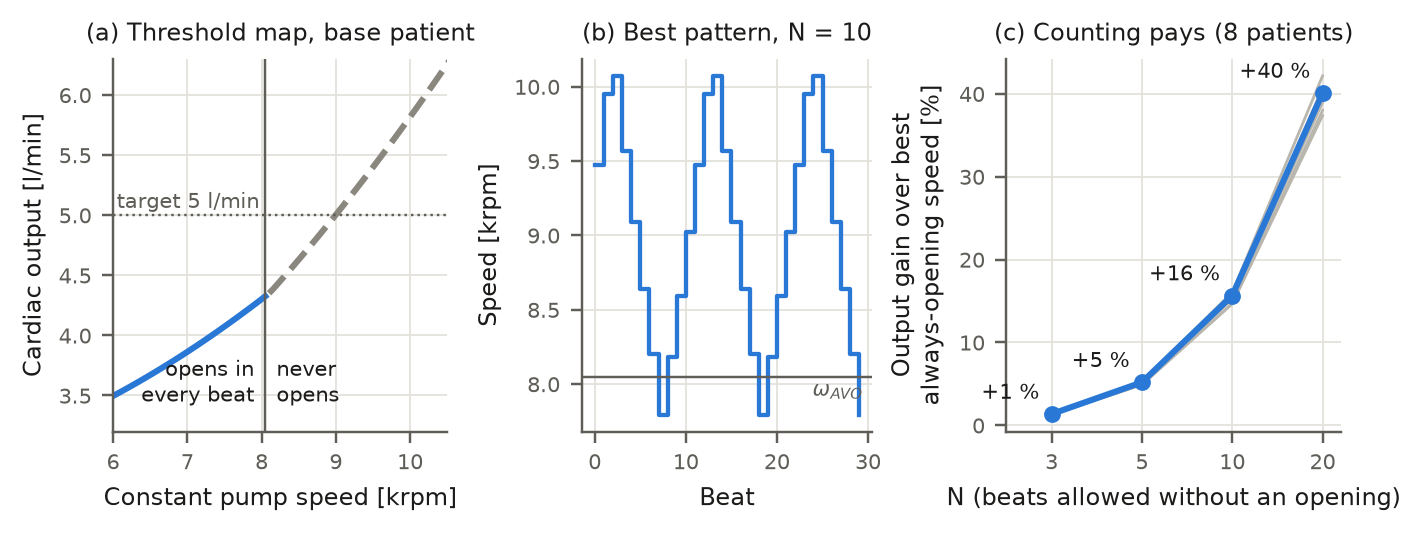 (a) Threshold map, base patient
Cardiac output [l/min]
6.0
5.5
5.0
4.5
4.0
3.5
target 5 l/min
opens in
every beat
never
opens
6 7 8 9 10
Constant pump speed [krpm]
(b) Best pattern, N = 10
Speed [krpm]
10.0
9.5
9.0
8.5
8.0
ω_AVO
0 10 20 30
Beat
(c) Counting pays (8 patients)
Output gain over best
always-opening speed [%]
40
30
20
10
0
+1 %
+5 %
+16 %
+40 %
3 5 10 20
N (beats allowed without an opening)